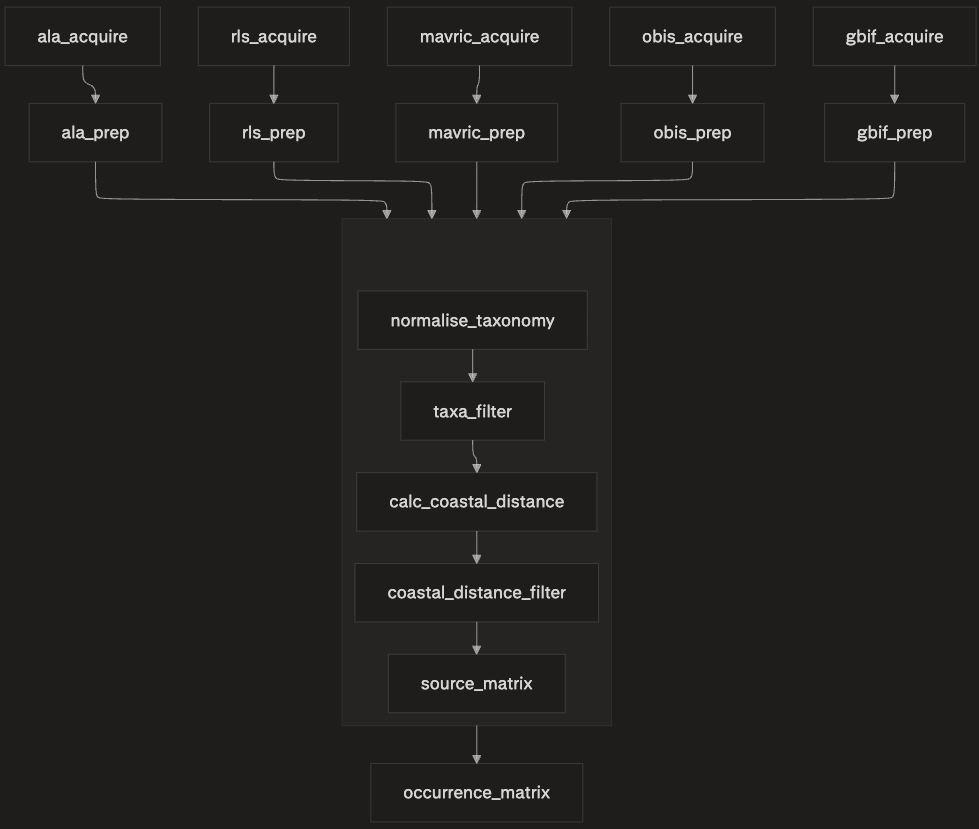 ala_acquire
rls_acquire
mavric_acquire
obis_acquire
gbif_acquire
ala_prep
rls_prep
mavric_prep
obis_prep
gbif_prep
normalise_taxonomy
taxa_filter
calc_coastal_distance
coastal_distance_filter
source_matrix
occurrence_matrix